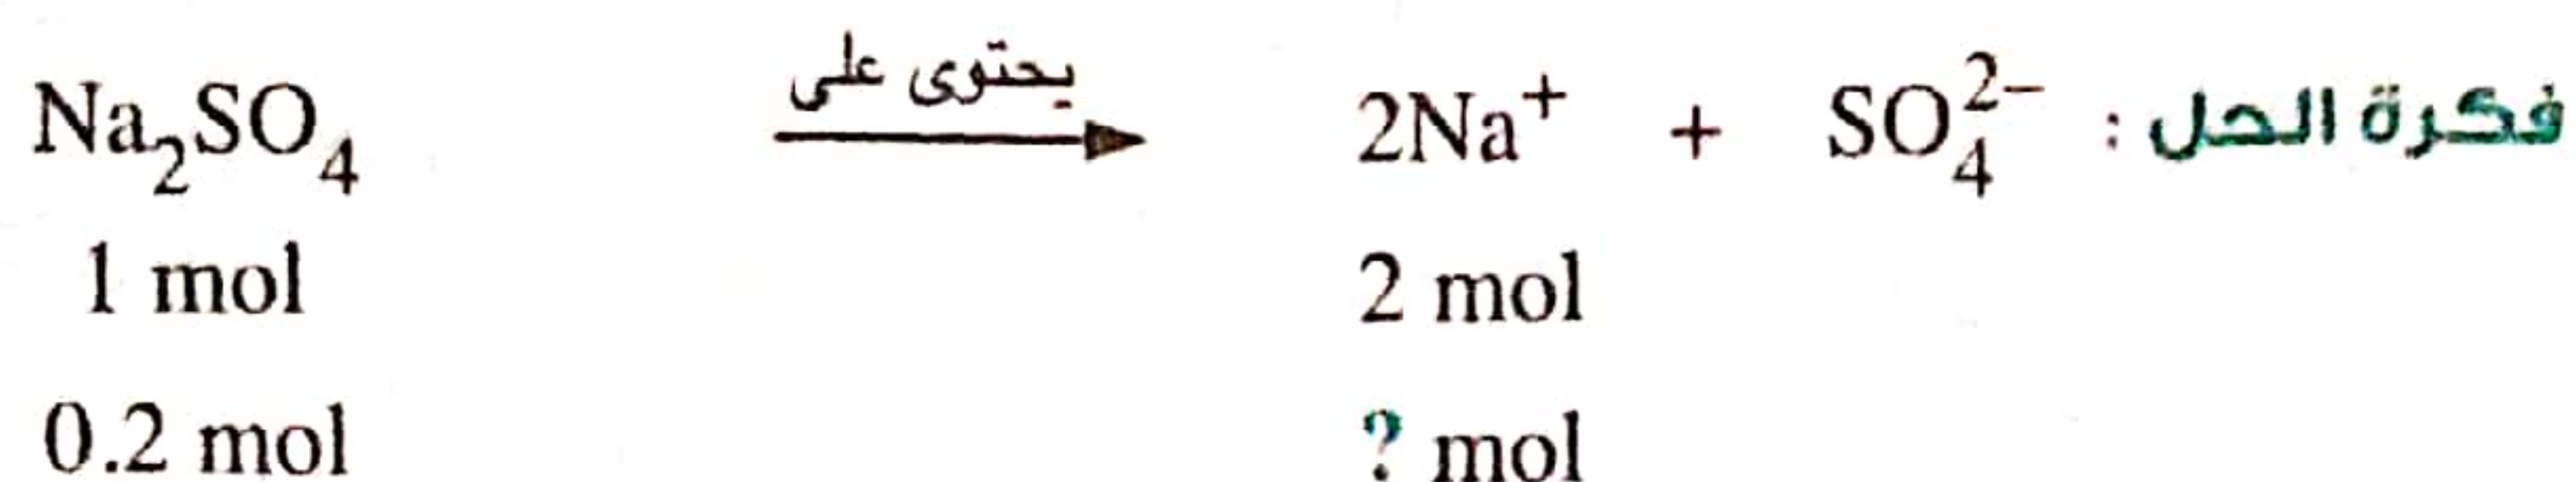 فكرة الحل : Na₂SO₄ يحتوى على 2Na⁺ + SO₄²⁻
1 mol 2 mol
0.2 mol ? mol